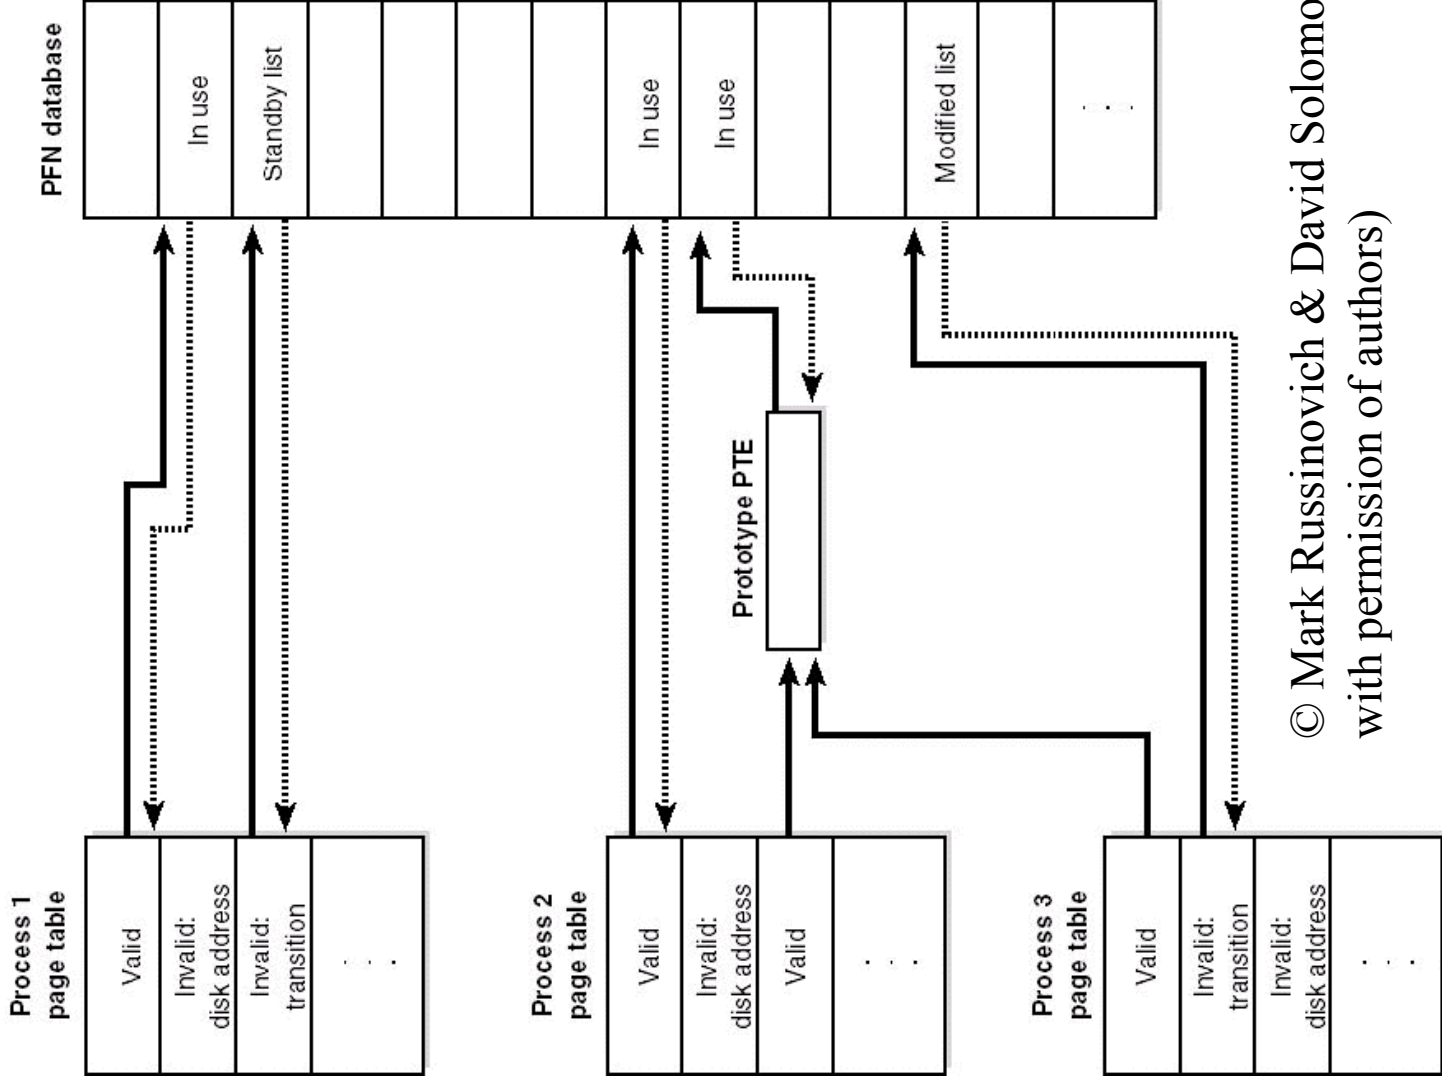 Process 1
page table
Valid
Invalid:
disk address
Invalid:
transition
. . .
Process 2
page table
Valid
Invalid:
disk address
Valid
. . .
Process 3
page table
Valid
Invalid:
transition
Invalid:
disk address
. . .
Prototype PTE
PFN database
In use
Standby list
In use
In use
Modified list
. . .
© Mark Russinovich & David Solomo
with permission of authors)